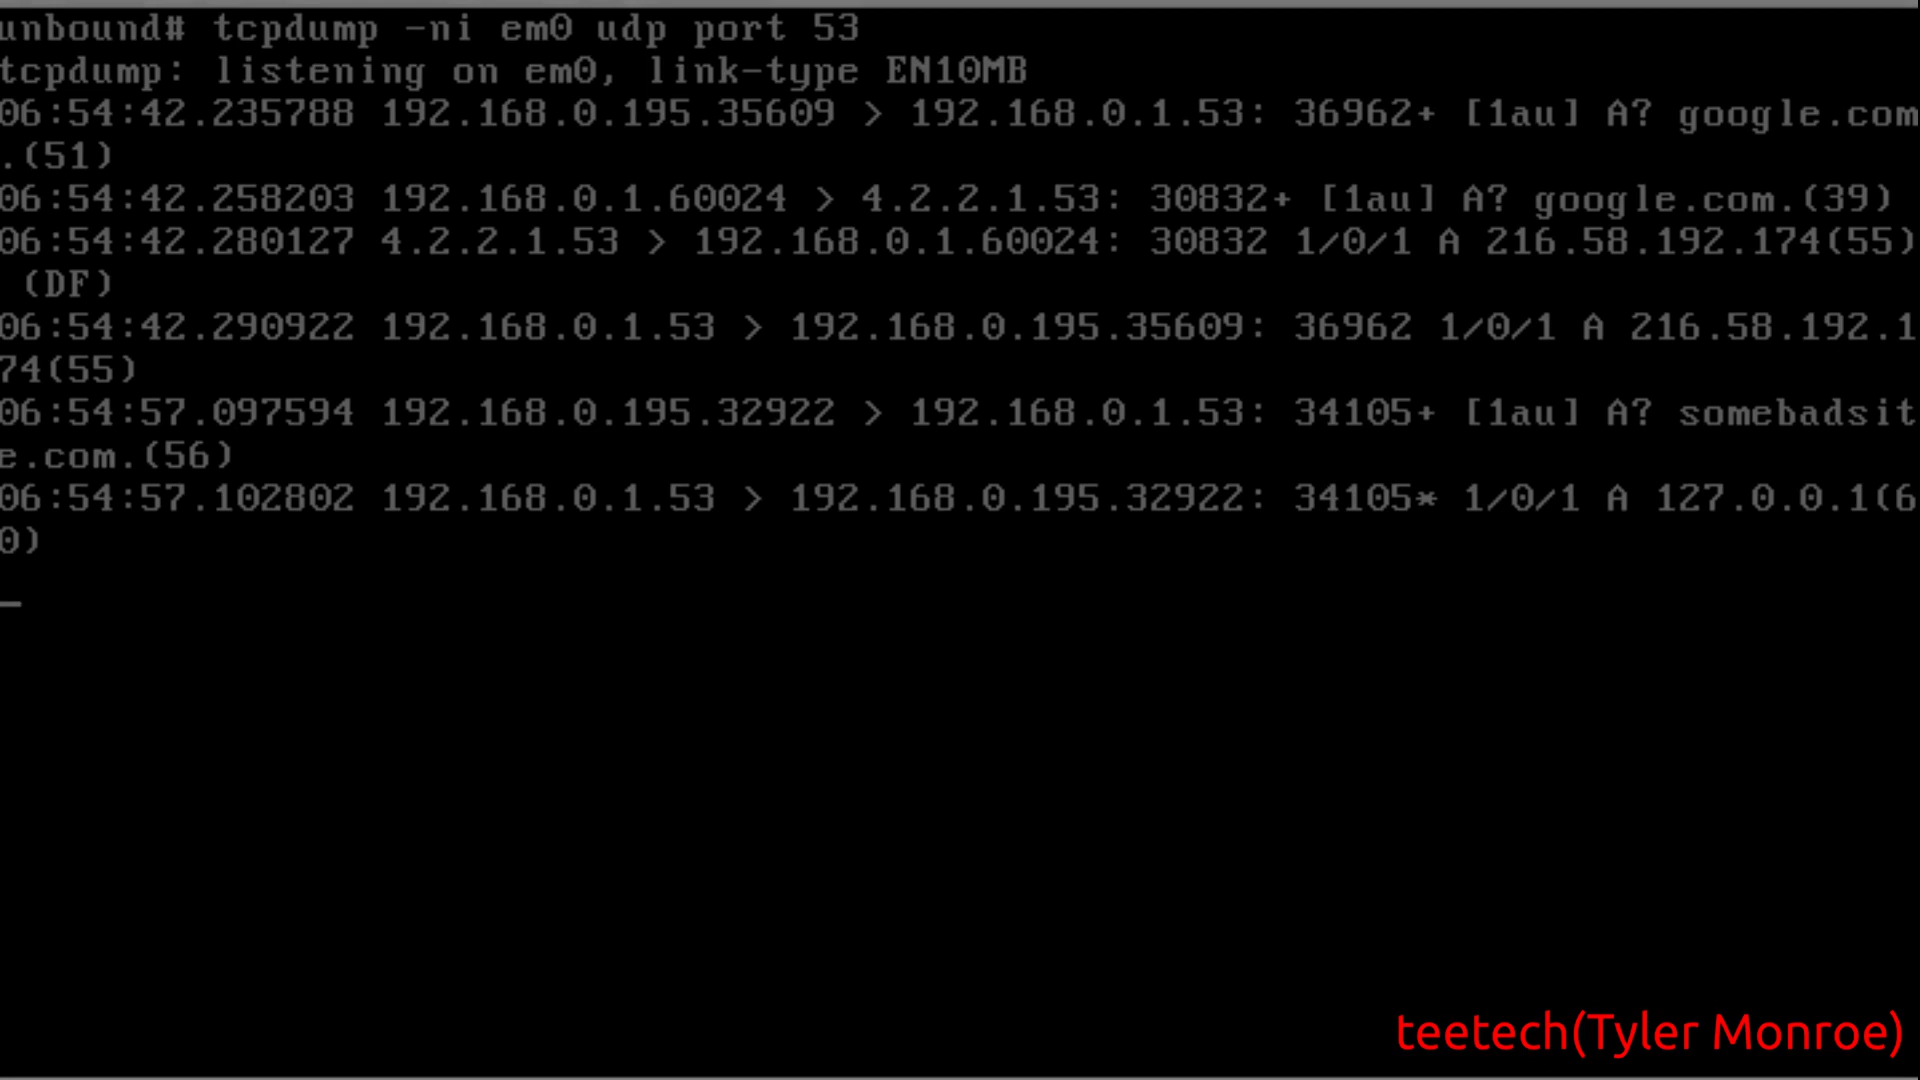 unbound# tcpdump -ni em0 udp port 53
tcpdump: listening on em0, link-type EN10MB
06:54:42.235788 192.168.0.195.35609 > 192.168.0.1.53: 36962+ [1au] A? google.com
.(51)
06:54:42.258203 192.168.0.1.60024 > 4.2.2.1.53: 30832+ [1au] A? google.com.(39)
06:54:42.280127 4.2.2.1.53 > 192.168.0.1.60024: 30832 1/0/1 A 216.58.192.174(55)
(DF)
06:54:42.290922 192.168.0.1.53 > 192.168.0.195.35609: 36962 1/0/1 A 216.58.192.1
74(55)
06:54:57.097594 192.168.0.195.32922 > 192.168.0.1.53: 34105+ [1au] A? somebadsit
e.com.(56)
06:54:57.102802 192.168.0.1.53 > 192.168.0.195.32922: 34105* 1/0/1 A 127.0.0.1(6
0)
teetech(Tyler Monroe)